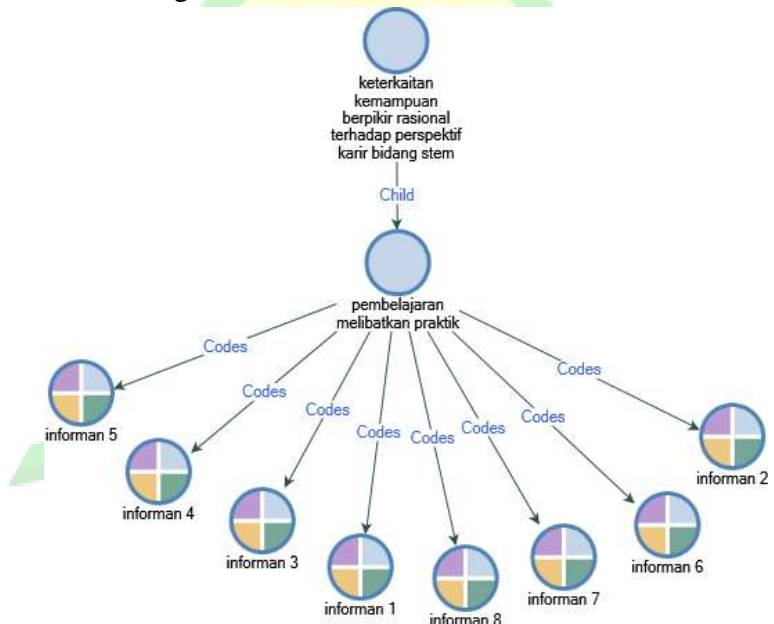 keterkaitan
kemampuan
berpikir rasional
terhadap perspektif
karir bidang stem
Child
pembelajaran
melibatkan praktik
Codes
Codes
Codes
Codes
Codes
Codes
Codes
Codes
informan 5
informan 4
informan 3
informan 1
informan 8
informan 7
informan 6
informan 2